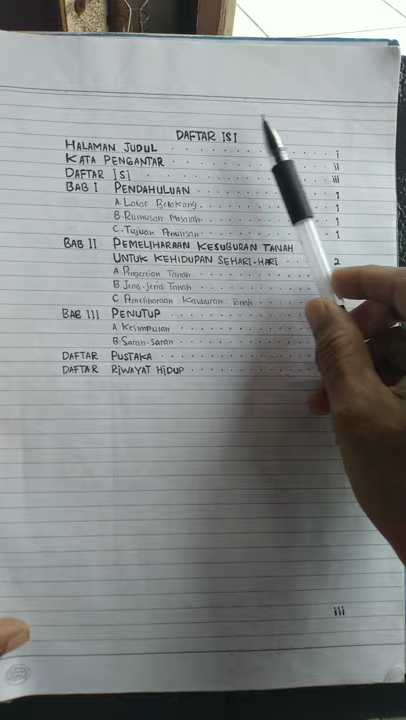 DAFTAR ISI
HALAMAN JUDUL . . . . . . . . . . . . . . . i
KATA PENGANTAR . . . . . . . . . . . . . . . ii
DAFTAR ISI . . . . . . . . . . . . . . . iii
BAB I PENDAHULUAN . . . . . . . . . . . . 1
A. Latar Belakang . . . . . . . . . . . . 1
B. Rumusan Masalah . . . . . . . . . . . . 1
C. Tujuan Penulisan . . . . . . . . . . . . 1
BAB II PEMELIHARAAN KESUBURAN TANAH
UNTUK KEHIDUPAN SEHARI-HARI . . . . 2
A. Pengertian Tanah . . . . . . . . .
B. Jenis-jenis Tanah . . . . . . . . .
C. Pemeliharaan Kesuburan Tanah . . . .
BAB III PENUTUP . . . . . . . . . . . .
A. Kesimpulan . . . . . . . . . . . .
B. Saran-saran . . . . . . . . . . . .
DAFTAR PUSTAKA . . . . . . . . . . . .
DAFTAR RIWAYAT HIDUP . . . . . . . . . .
iii